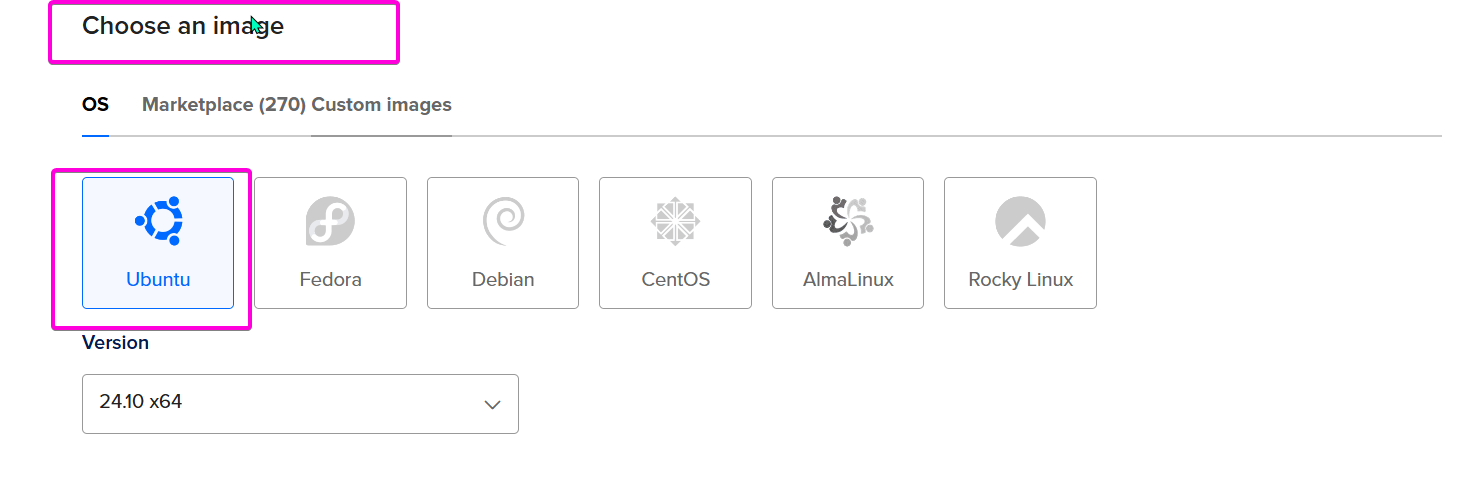 Choose an image
OS Marketplace (270) Custom images
Ubuntu Fedora Debian CentOS AlmaLinux Rocky Linux
Version
24.10 x64